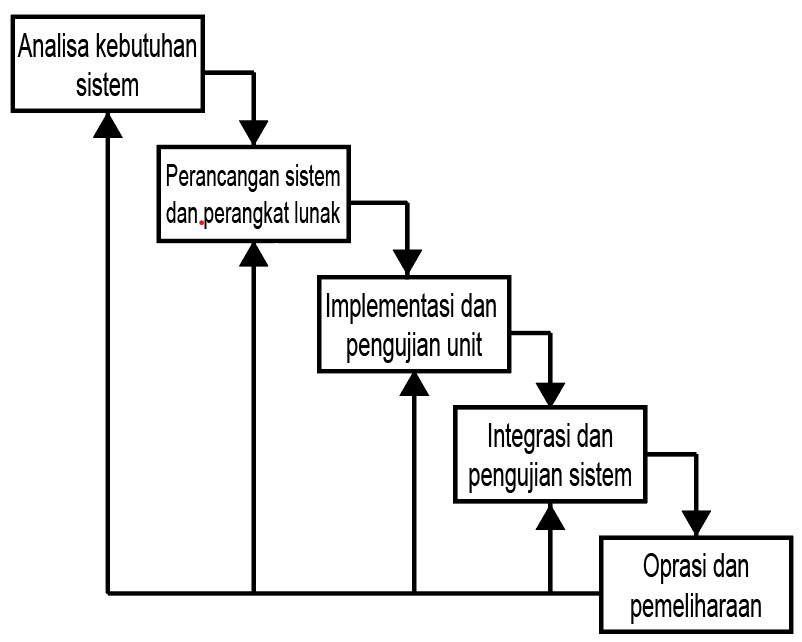 Analisa kebutuhan
sistem
Perancangan sistem
dan perangkat lunak
Implementasi dan
pengujian unit
Integrasi dan
pengujian sistem
Oprasi dan
pemeliharaan